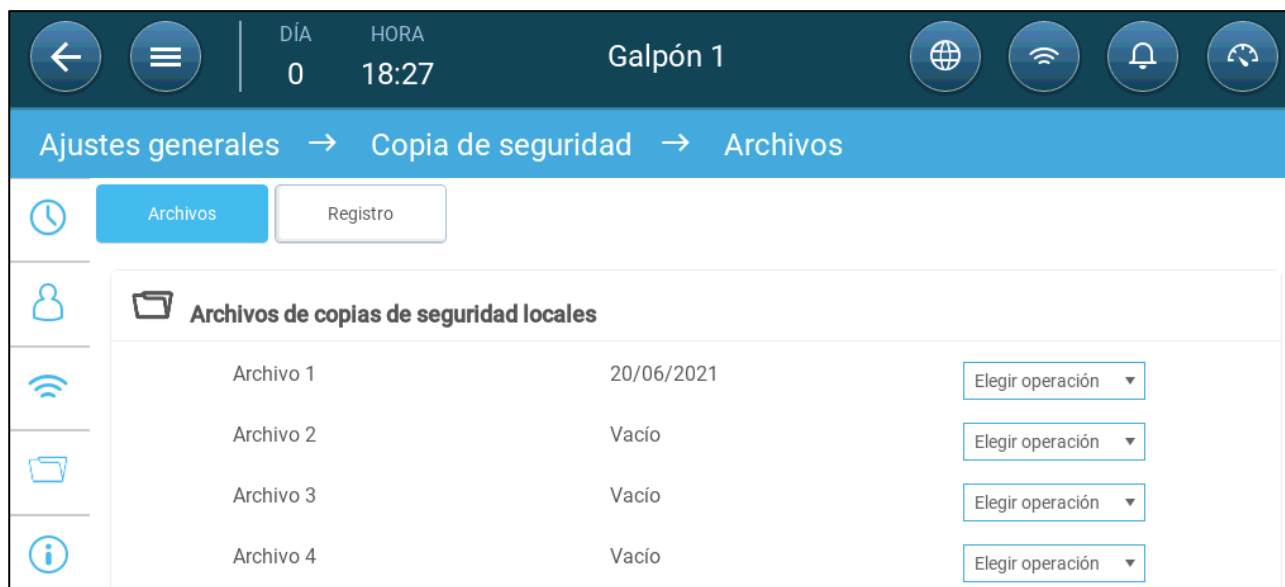 DÍA HORA
0 18:27 Galpón 1
Ajustes generales → Copia de seguridad → Archivos
Archivos Registro
Archivos de copias de seguridad locales
Archivo 1 20/06/2021 Elegir operación
Archivo 2 Vacío Elegir operación
Archivo 3 Vacío Elegir operación
Archivo 4 Vacío Elegir operación